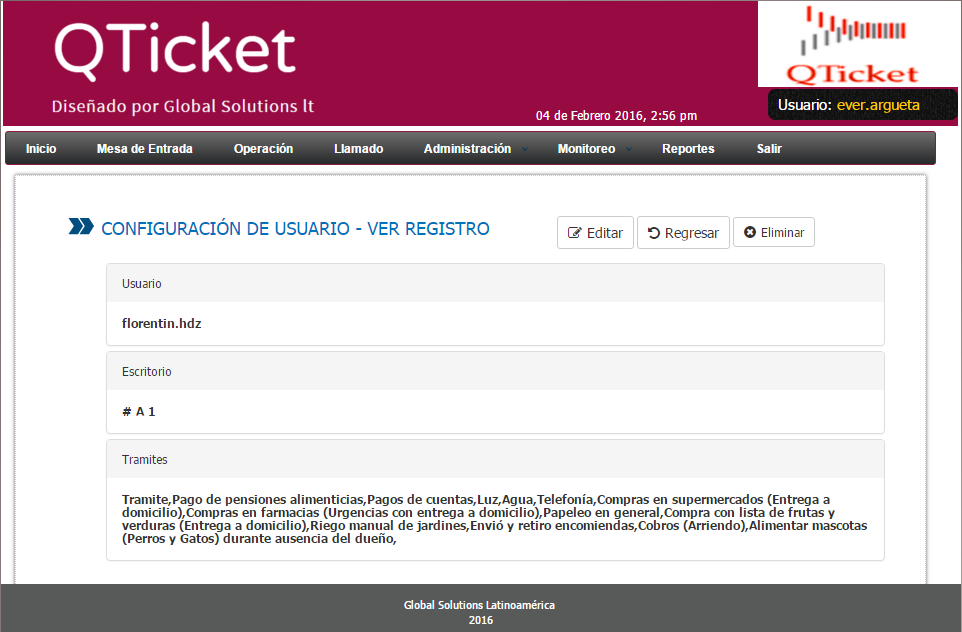 QTicket
Diseñado por Global Solutions lt
04 de Febrero 2016, 2:56 pm
QTicket
Usuario: ever.argueta
Inicio Mesa de Entrada Operación Llamado Administración Monitoreo Reportes Salir
CONFIGURACIÓN DE USUARIO - VER REGISTRO
Editar Regresar Eliminar
Usuario
florentin.hdz
Escritorio
# A 1
Tramites
Tramite,Pago de pensiones alimenticias,Pagos de cuentas,Luz,Agua,Telefonía,Compras en supermercados (Entrega a
domicilio),Compras en farmacias (Urgencias con entrega a domicilio),Papeleo en general,Compra con lista de frutas y
verduras (Entrega a domicilio),Riego manual de jardines,Envió y retiro encomiendas,Cobros (Arriendo),Alimentar mascotas
(Perros y Gatos) durante ausencia del dueño,
Global Solutions Latinoamérica
2016